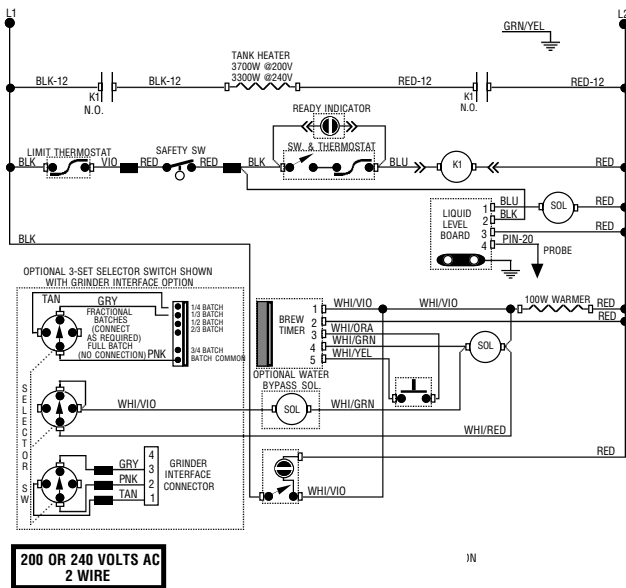 L1
L2
GRN/YEL
TANK HEATER
3700W @200V
3300W @240V
BLK-12
BLK-12
RED-12
RED-12
K1
N.O.
K1
N.O.
READY INDICATOR
LIMIT THERMOSTAT
SAFETY SW
SW. & THERMOSTAT
BLK
VIO
RED
RED
BLK
BLU
K1
RED
LIQUID
LEVEL
BOARD
1
2
3
4
BLU
BLK
SOL
RED
RED
PIN-20
PROBE
BLK
OPTIONAL 3-SET SELECTOR SWITCH SHOWN
WITH GRINDER INTERFACE OPTION
TAN
GRY
FRACTIONAL
BATCHES
(CONNECT
AS REQUIRED)
FULL BATCH
(NO CONNECTION)
PNK
1/4 BATCH
1/3 BATCH
1/2 BATCH
2/3 BATCH
3/4 BATCH
BATCH COMMON
BREW
TIMER
1
2
3
4
5
WHI/VIO
WHI/VIO
100W WARMER
RED
RED
WHI/ORA
WHI/GRN
WHI/YEL
SOL
OPTIONAL WATER
BYPASS SOL.
SELECTOR SW
WHI/VIO
SOL
WHI/GRN
WHI/RED
RED
GRY
PNK
TAN
4
3
2
1
GRINDER
INTERFACE
CONNECTOR
WHI/VIO
200 OR 240 VOLTS AC
2 WIRE
ON